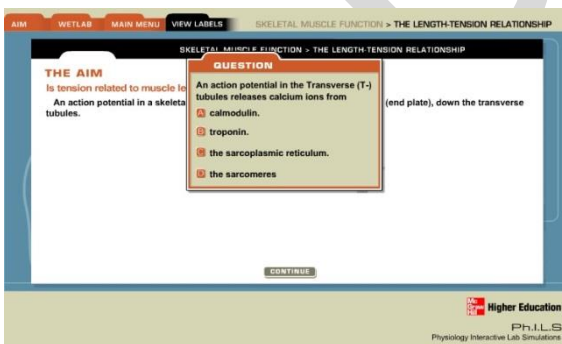 AIM WETLAB MAIN MENU VIEW LABELS SKELETAL MUSCLE FUNCTION > THE LENGTH-TENSION RELATIONSHIP
SKELETAL MUSCLE FUNCTION > THE LENGTH-TENSION RELATIONSHIP
THE AIM
Is tension related to muscle le
An action potential in a skeleta (end plate), down the transverse
tubules.
QUESTION
An action potential in the Transverse (T-)
tubules releases calcium ions from
A calmodulin.
B troponin.
C the sarcoplasmic reticulum.
D the sarcomeres
CONTINUE
Mc Graw Hill Higher Education
Ph.I.L.S
Physiology Interactive Lab Simulations